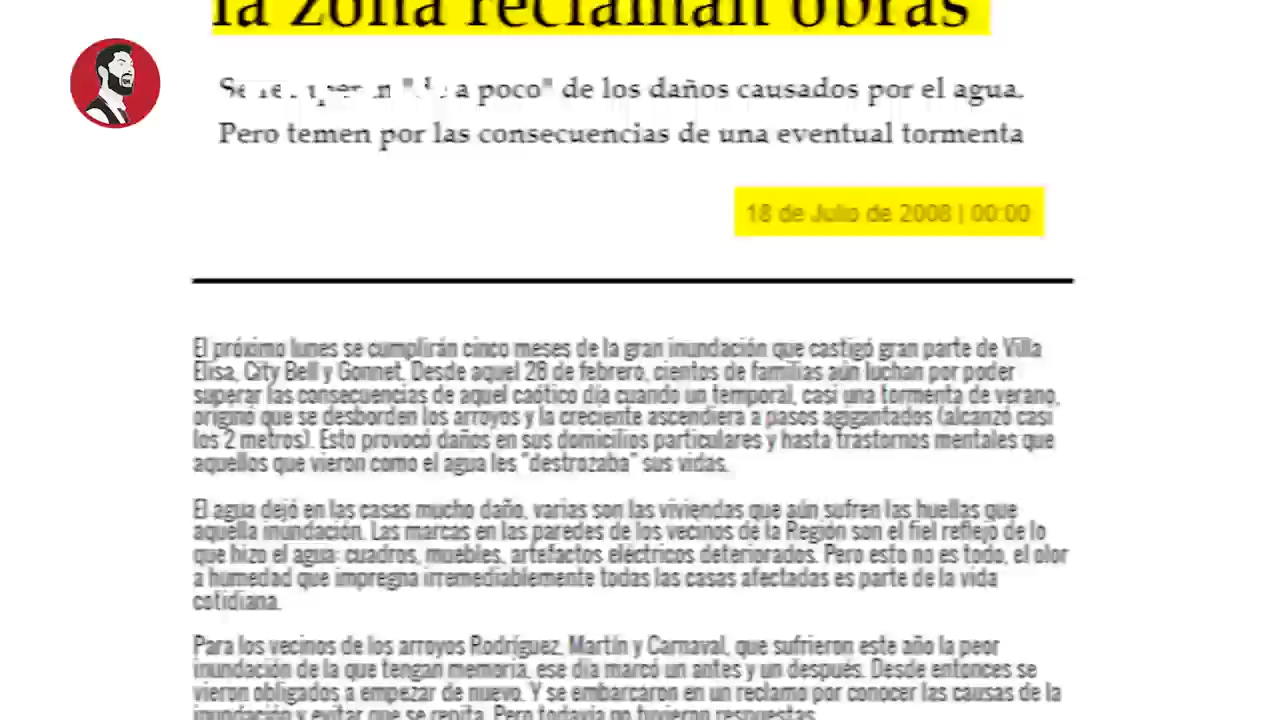 la zona reclaman obras
a poco" de los daños causados por el agua.
Pero temen por las consecuencias de una eventual tormenta
18 de Julio de 2008 | 00:00
El próximo lunes se cumplirán cinco meses de la gran inundación que castigó gran parte de Villa
Elisa, City Bell y Gonnet. Desde aquel 28 de febrero, cientos de familias aún luchan por poder
superar las consecuencias de aquel caótico día cuando un temporal, casi una tormenta de verano,
originó que se desborden los arroyos y la creciente ascendiera a pasos agigantados (alcanzó casi
los 2 metros). Esto provocó daños en sus domicilios particulares y hasta trastornos mentales que
aquellos que vieron como el agua les "destrozaba" sus vidas.
El agua dejó en las casas mucho daño, varias son las viviendas que aún sufren las huellas que
aquella inundación. Las marcas en las paredes de los vecinos de la Región son el fiel reflejo de lo
que hizo el agua: cuadros, muebles, artefactos eléctricos deteriorados. Pero esto no es todo, el olor
a humedad que impregna irremediablemente todas las casas afectadas es parte de la vida
cotidiana.
Para los vecinos de los arroyos Rodríguez, Martín y Carnaval, que sufrieron este año la peor
inundación de la que tengan memoria, ese día marcó un antes y un después. Desde entonces se
vieron obligados a empezar de nuevo. Y se embarcaron en un reclamo por conocer las causas de la
inundación y evitar que se repita. Pero todavía no tuvieron respuestas.